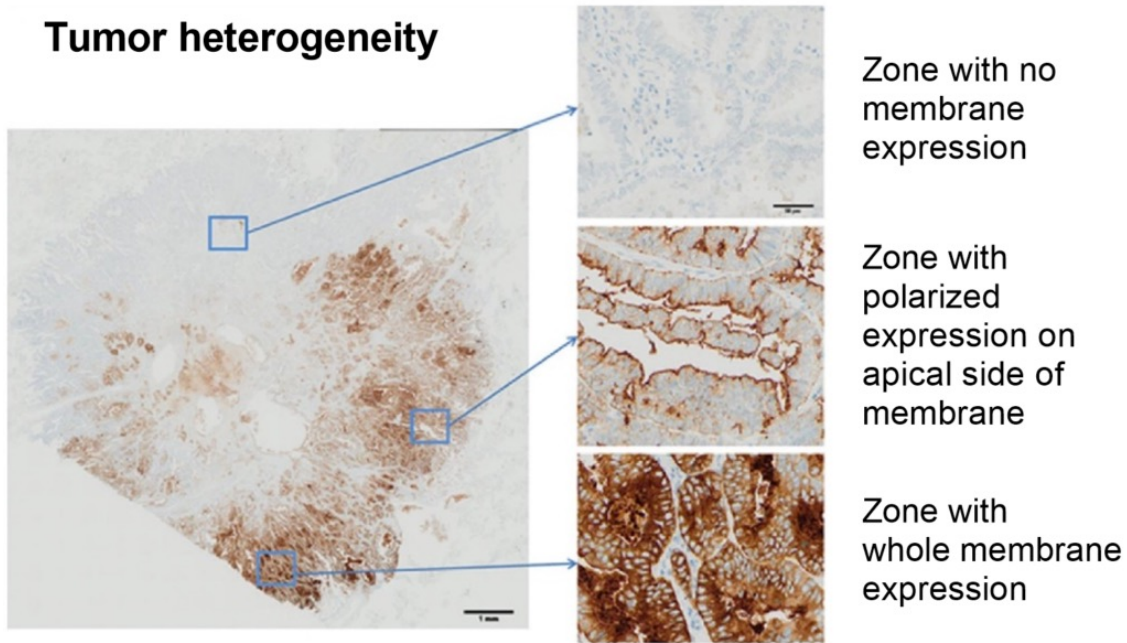 Tumor heterogeneity
Zone with no
membrane
expression
Zone with
polarized
expression on
apical side of
membrane
Zone with
whole membrane
expression
1 mm